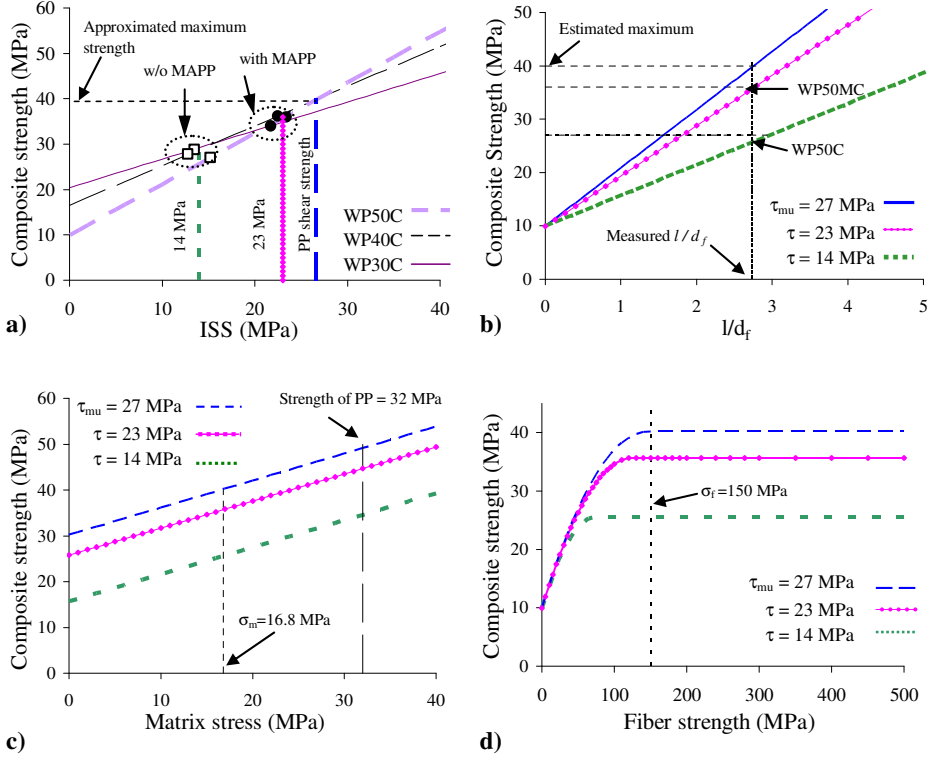 Composite strength (MPa)
60
50
40
30
20
10
0
Approximated maximum
strength
w/o MAPP
with MAPP
14 MPa
23 MPa
PP shear strength
WP50C
WP40C
WP30C
0 10 20 30 40
ISS (MPa)
a)
Composite Strength (MPa)
50
40
30
20
10
0
Estimated maximum
WP50MC
WP50C
τmu = 27 MPa
τ = 23 MPa
τ = 14 MPa
Measured l / df
0 1 2 3 4 5
l/df
b)
Composite strength (MPa)
60
50
40
30
20
10
0
τmu = 27 MPa
τ = 23 MPa
τ = 14 MPa
Strength of PP = 32 MPa
σm=16.8 MPa
0 10 20 30 40
Matrix stress (MPa)
c)
Composite strength (MPa)
40
30
20
10
0
σf=150 MPa
τmu = 27 MPa
τ = 23 MPa
τ = 14 MPa
0 100 200 300 400 500
Fiber strength (MPa)
d)